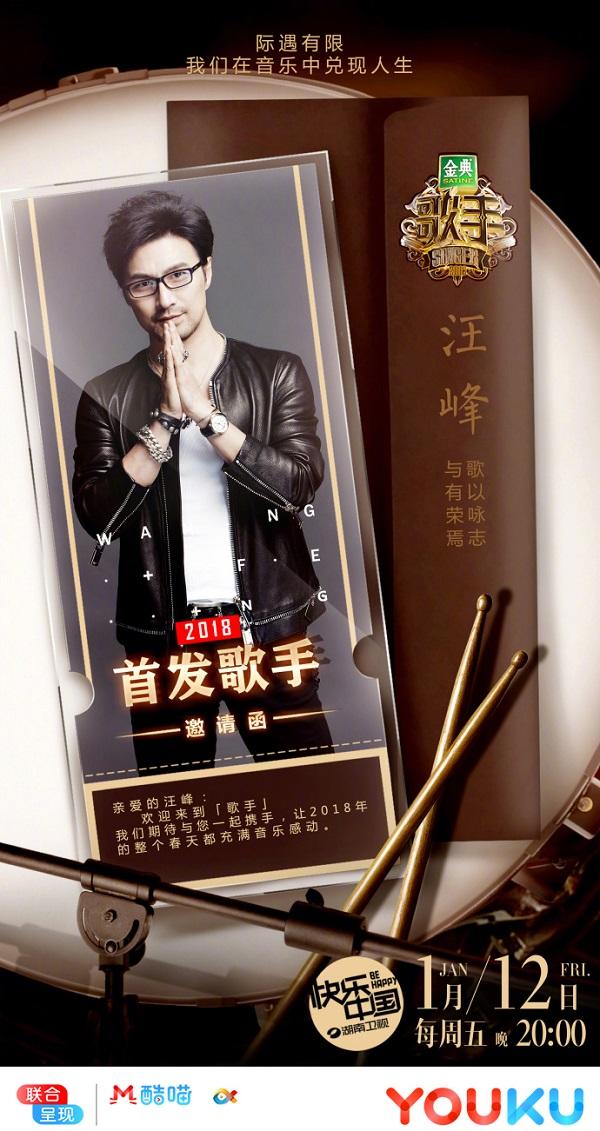 际遇有限
我们在音乐中兑现人生
金典
SATINE
歌手
SINGER
2018
汪峰
歌以咏志
与有荣焉
WANG
FENG
2018
首发歌手
邀请函
亲爱的汪峰：
欢迎来到「歌手」
我们期待与您一起携手，让2018年
的整个春天都充满音乐感动。
快乐
中国
BE
HAPPY
湖南卫视
JAN FRI.
1月/12日
每周五 晚 20:00
联合
呈现
酷喵
YOUKU